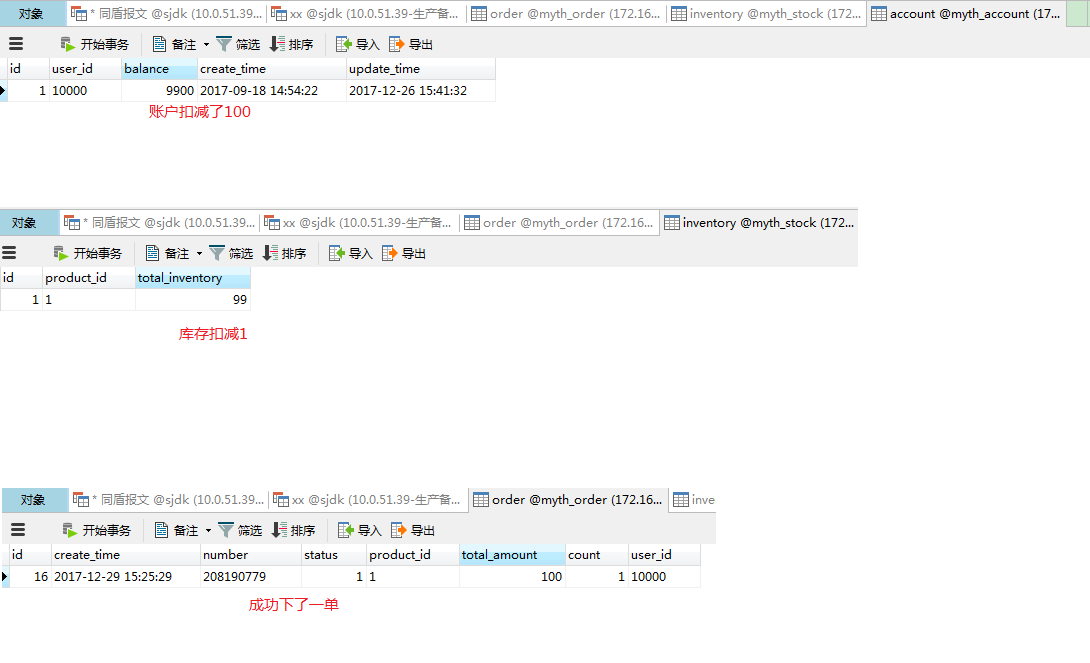 对象 * 同盾报文 @sjdk (10.0.51.39... xx @sjdk (10.0.51.39-生产备... order @myth_order (172.16... inventory @myth_stock (172... account @myth_account (17...
开始事务 备注 筛选 排序 导入 导出
id user_id balance create_time update_time
1 10000 9900 2017-09-18 14:54:22 2017-12-26 15:41:32
账户扣减了100
对象 * 同盾报文 @sjdk (10.0.51.39... xx @sjdk (10.0.51.39-生产备... order @myth_order (172.16... inventory @myth_stock (172...
开始事务 备注 筛选 排序 导入 导出
id product_id total_inventory
1 1 99
库存扣减1
对象 * 同盾报文 @sjdk (10.0.51.39... xx @sjdk (10.0.51.39-生产备... order @myth_order (172.16... inve
开始事务 备注 筛选 排序 导入 导出
id create_time number status product_id total_amount count user_id
16 2017-12-29 15:25:29 208190779 1 1 100 1 10000
成功下了一单